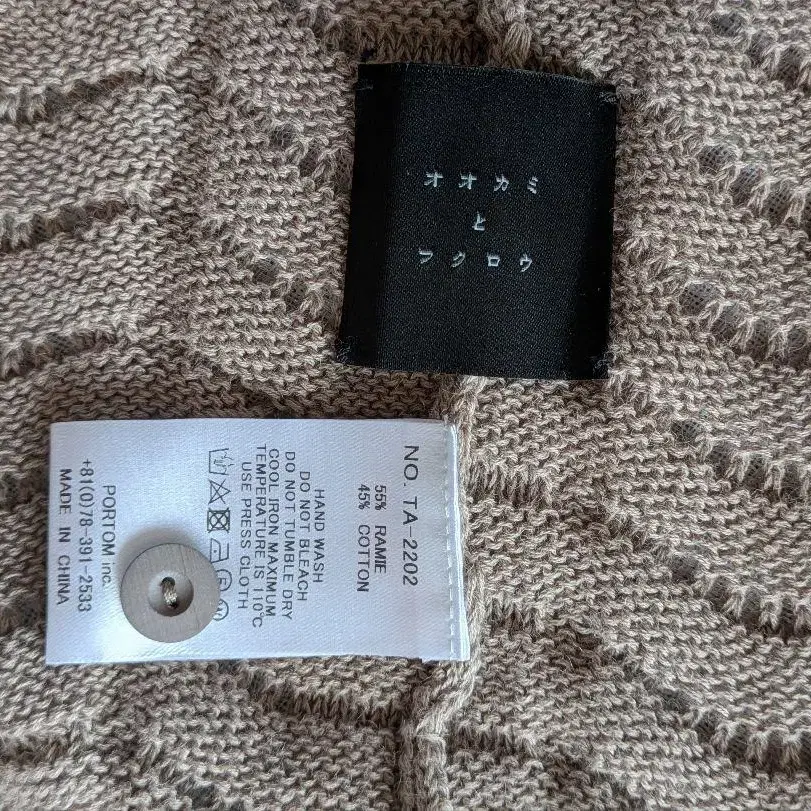 オオカミ
と
フクロウ
NO. TA-2202
55% RAMIE
45% COTTON
HAND WASH
DO NOT BLEACH
DO NOT TUMBLE DRY
COOL IRON MAXIMUM
TEMPERATURE IS 110℃
USE PRESS CLOTH
PORTOM inc.
+81(0)78-391-2533
MADE IN CHINA